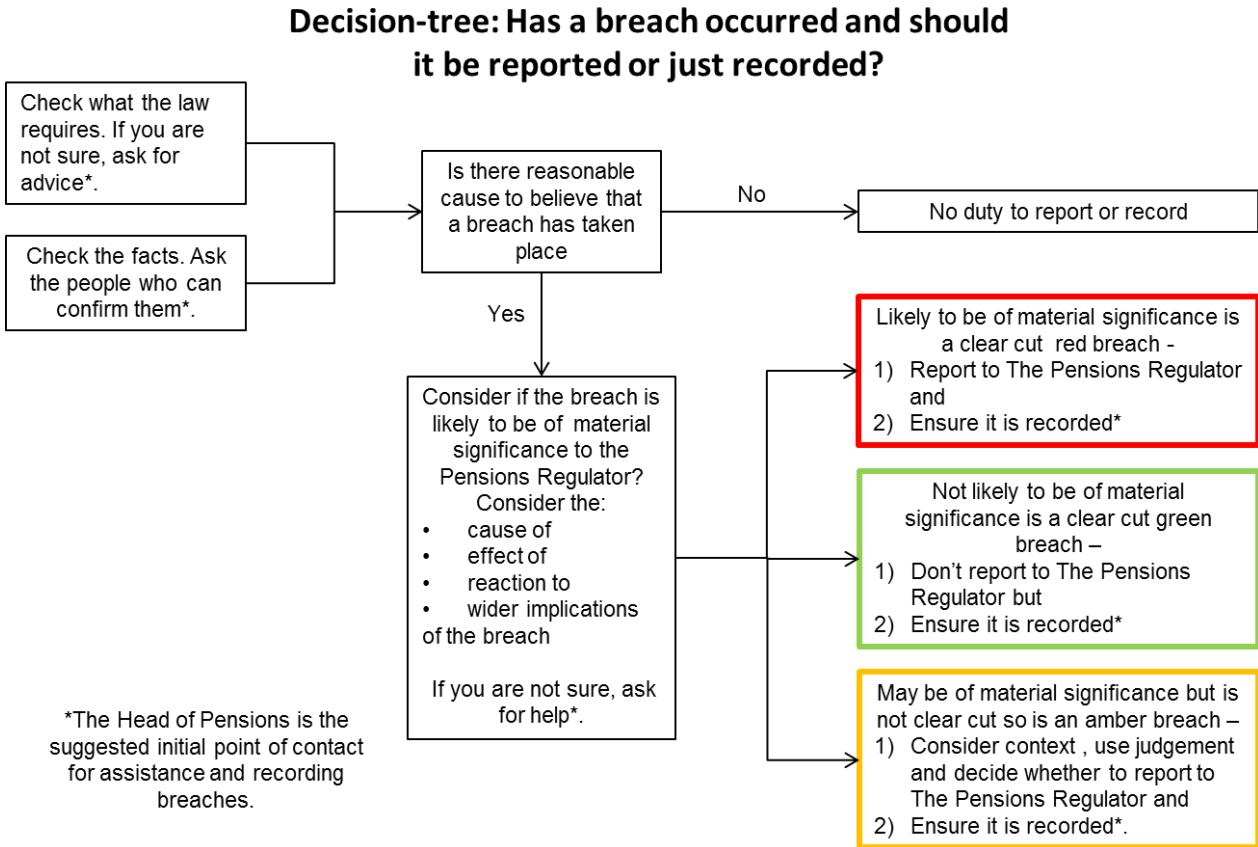 Decision-tree: Has a breach occurred and should
it be reported or just recorded?
Check what the law
requires. If you are
not sure, ask for
advice*.
Check the facts. Ask
the people who can
confirm them*.
Is there reasonable
cause to believe that
a breach has taken
place
No
No duty to report or record
Yes
Consider if the breach is
likely to be of material
significance to the
Pensions Regulator?
Consider the:
• cause of
• effect of
• reaction to
• wider implications
of the breach
If you are not sure, ask
for help*.
Likely to be of material significance is
a clear cut red breach -
1) Report to The Pensions Regulator
and
2) Ensure it is recorded*
Not likely to be of material
significance is a clear cut green
breach –
1) Don’t report to The Pensions
Regulator but
2) Ensure it is recorded*
May be of material significance but is
not clear cut so is an amber breach –
1) Consider context , use judgement
and decide whether to report to
The Pensions Regulator and
2) Ensure it is recorded*.
*The Head of Pensions is the
suggested initial point of contact
for assistance and recording
breaches.